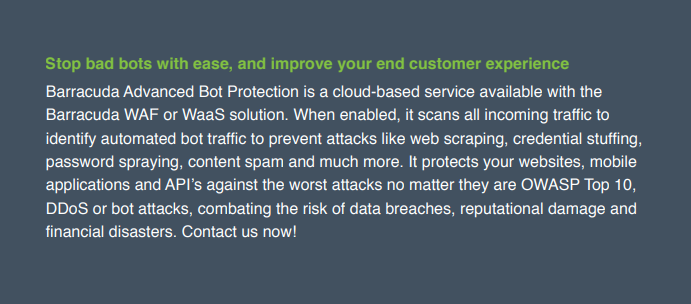 Stop bad bots with ease, and improve your end customer experience
Barracuda Advanced Bot Protection is a cloud-based service available with the
Barracuda WAF or WaaS solution. When enabled, it scans all incoming traffic to
identify automated bot traffic to prevent attacks like web scraping, credential stuffing,
password spraying, content spam and much more. It protects your websites, mobile
applications and API's against the worst attacks no matter they are OWASP Top 10,
DDoS or bot attacks, combating the risk of data breaches, reputational damage and
financial disasters. Contact us now!